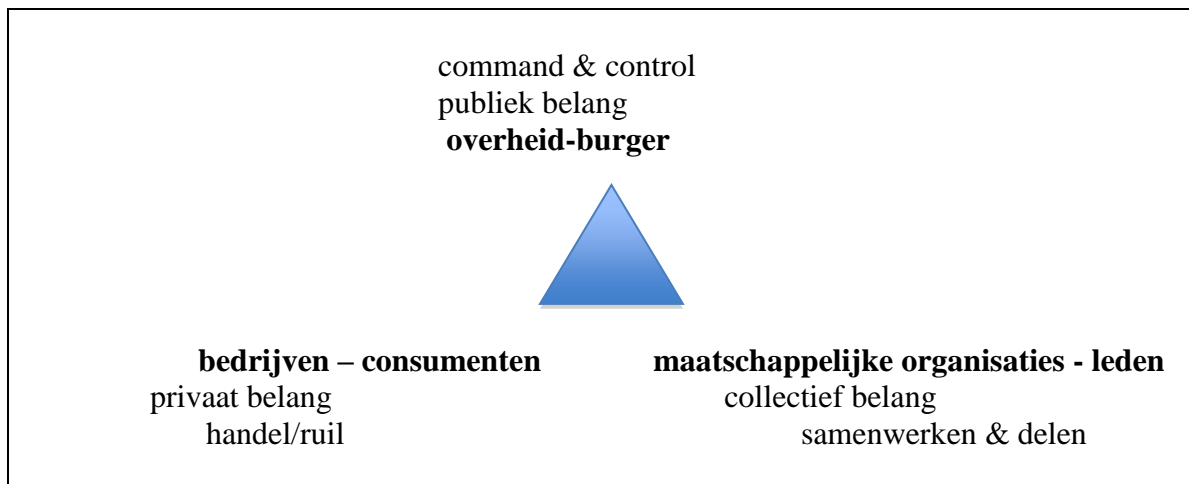 command & control
publiek belang
overheid-burger
bedrijven – consumenten
privaat belang
handel/ruil
maatschappelijke organisaties - leden
collectief belang
samenwerken & delen